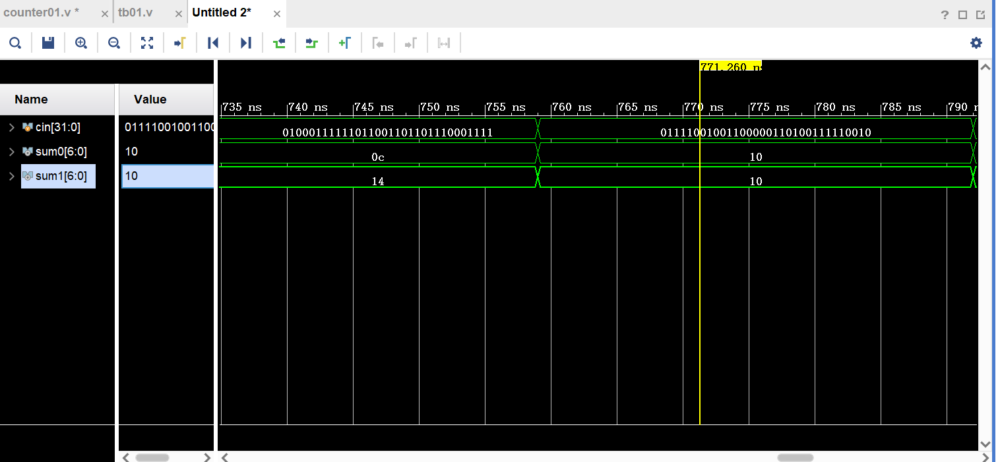 counter01.v *
tb01.v
Untitled 2*
?
771.260 n
Name
Value
735 ns
740 ns
745 ns
750 ns
755 ns
760 ns
765 ns
770 ns
775 ns
780 ns
785 ns
790
cin[31:0]
01111001001100
01000111111011001101101110001111
01111001001100000110100111110010
sum0[6:0]
10
0c
10
sum1[6:0]
10
14
10